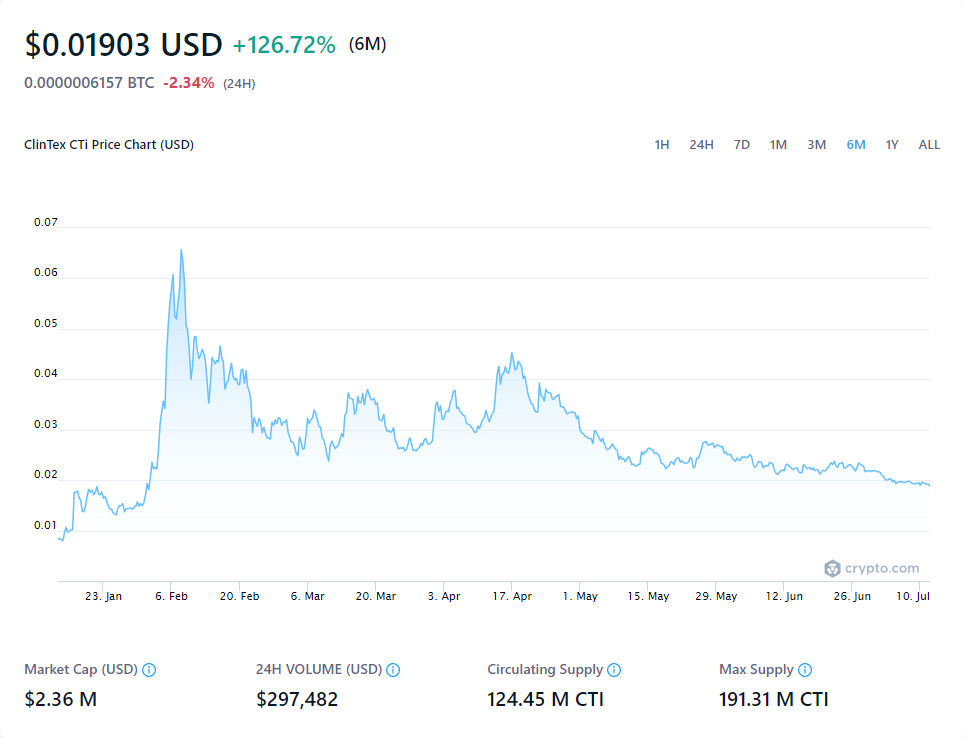 $0.01903 USD +126.72% (6M)
0.0000006157 BTC -2.34% (24H)
ClinTex CTi Price Chart (USD) 1H 24H 7D 1M 3M 6M 1Y ALL
0.07
0.06
0.05
0.04
0.03
0.02
0.01
crypto.com
23. Jan 6. Feb 20. Feb 6. Mar 20. Mar 3. Apr 17. Apr 1. May 15. May 29. May 12. Jun 26. Jun 10. Jul
Market Cap (USD) 24H VOLUME (USD) Circulating Supply Max Supply
$2.36 M $297,482 124.45 M CTI 191.31 M CTI